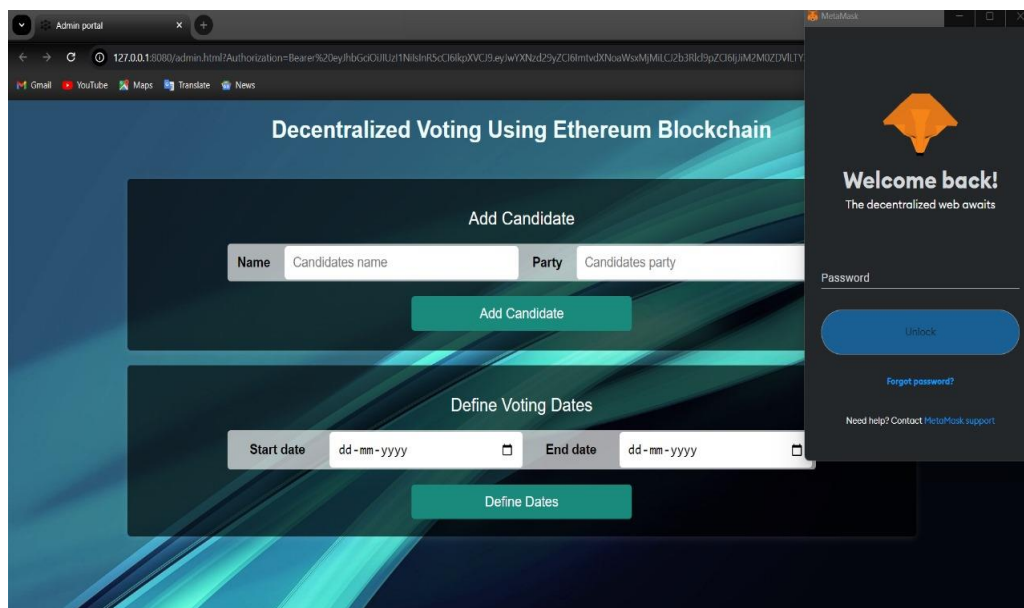 Admin portal
MetaMask
127.0.0.1:8080/admin.html?Authorization=Bearer%20
Gmail YouTube Maps Translate News
Decentralized Voting Using Ethereum Blockchain
Welcome back!
The decentralized web awaits
Password
Unlock
Forgot password?
Need help? Contact MetaMask support
Add Candidate
Name Candidates name Party Candidates party
Add Candidate
Define Voting Dates
Start date dd-mm-yyyy End date dd-mm-yyyy
Define Dates